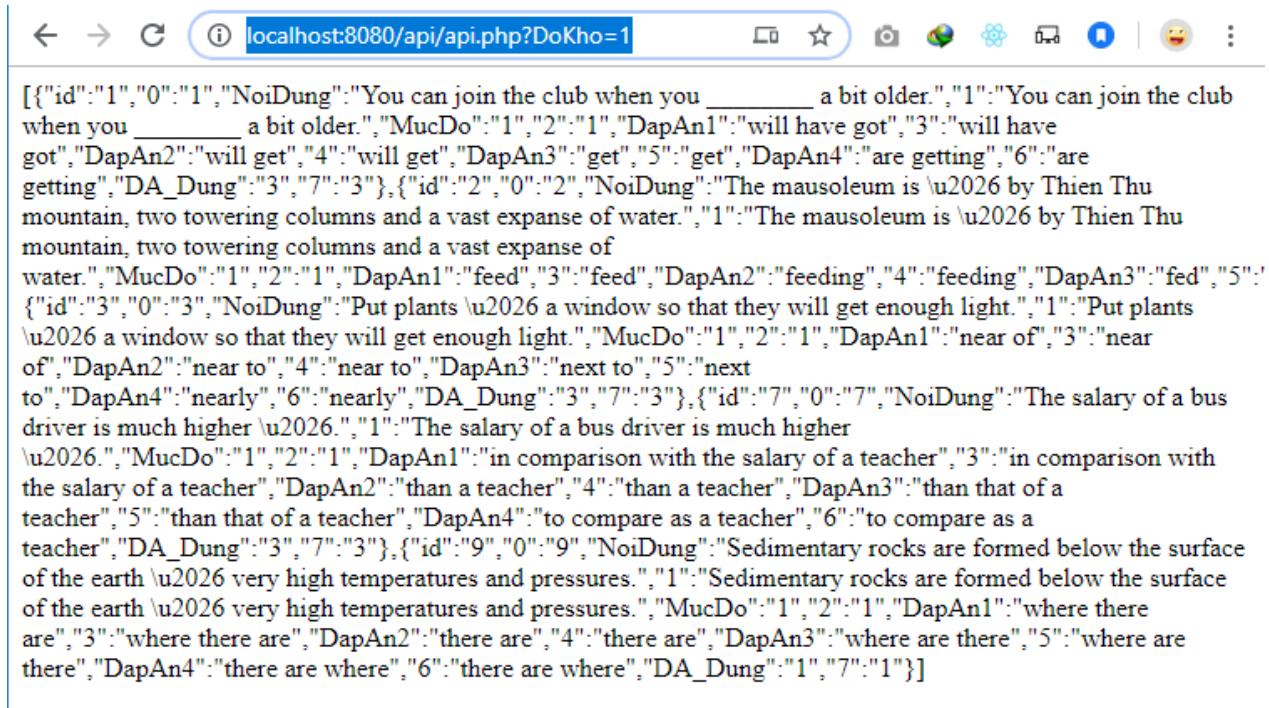 localhost:8080/api/api.php?DoKho=1
[{"id":"1","0":"1","NoiDung":"You can join the club when you ________ a bit older.","1":"You can join the club
when you ________ a bit older.","MucDo":"1","2":"1","DapAn1":"will have got","3":"will have
got","DapAn2":"will get","4":"will get","DapAn3":"get","5":"get","DapAn4":"are getting","6":"are
getting","DA_Dung":"3","7":"3"},{"id":"2","0":"2","NoiDung":"The mausoleum is \u2026 by Thien Thu
mountain, two towering columns and a vast expanse of water.","1":"The mausoleum is \u2026 by Thien Thu
mountain, two towering columns and a vast expanse of
water.","MucDo":"1","2":"1","DapAn1":"feed","3":"feed","DapAn2":"feeding","4":"feeding","DapAn3":"fed","5":"
{"id":"3","0":"3","NoiDung":"Put plants \u2026 a window so that they will get enough light.","1":"Put plants
\u2026 a window so that they will get enough light.","MucDo":"1","2":"1","DapAn1":"near of","3":"near
of","DapAn2":"near to","4":"near to","DapAn3":"next to","5":"next
to","DapAn4":"nearly","6":"nearly","DA_Dung":"3","7":"3"},{"id":"7","0":"7","NoiDung":"The salary of a bus
driver is much higher \u2026.","1":"The salary of a bus driver is much higher
\u2026.","MucDo":"1","2":"1","DapAn1":"in comparison with the salary of a teacher","3":"in comparison with
the salary of a teacher","DapAn2":"than a teacher","4":"than a teacher","DapAn3":"than that of a
teacher","5":"than that of a teacher","DapAn4":"to compare as a teacher","6":"to compare as a
teacher","DA_Dung":"3","7":"3"},{"id":"9","0":"9","NoiDung":"Sedimentary rocks are formed below the surface
of the earth \u2026 very high temperatures and pressures.","1":"Sedimentary rocks are formed below the surface
of the earth \u2026 very high temperatures and pressures.","MucDo":"1","2":"1","DapAn1":"where there
are","3":"where there are","DapAn2":"there are","4":"there are","DapAn3":"where are there","5":"where are
there","DapAn4":"there are where","6":"there are where","DA_Dung":"1","7":"1"}]